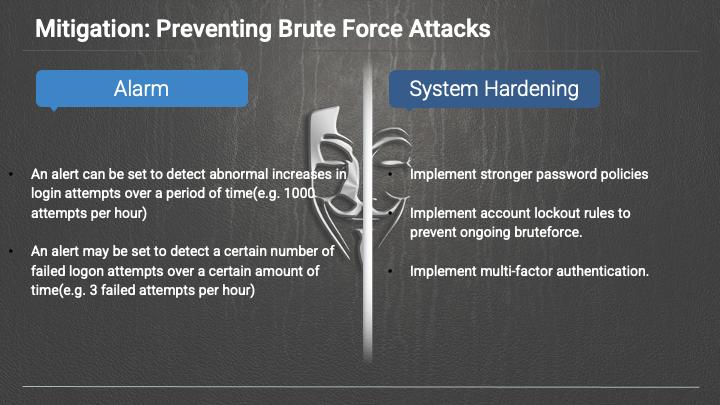 Mitigation: Preventing Brute Force Attacks
Alarm
• An alert can be set to detect abnormal increases in
login attempts over a period of time(e.g. 1000
attempts per hour)
• An alert may be set to detect a certain number of
failed logon attempts over a certain amount of
time(e.g. 3 failed attempts per hour)
System Hardening
• Implement stronger password policies
• Implement account lockout rules to
prevent ongoing bruteforce.
• Implement multi-factor authentication.